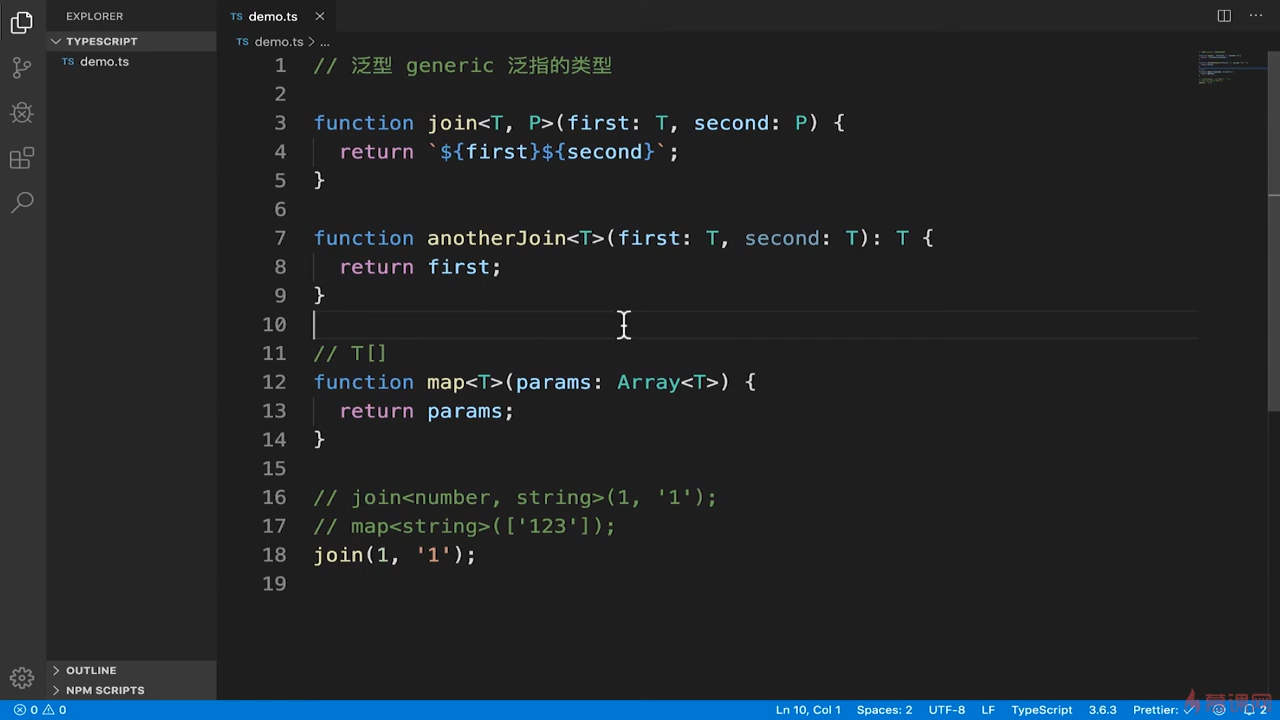 EXPLORER
TYPESCRIPT
TS demo.ts
TS demo.ts
TS demo.ts > ...
1 // 泛型 generic 泛指的类型
2
3 function join<T, P>(first: T, second: P) {
4 return `${first}${second}`;
5 }
6
7 function anotherJoin<T>(first: T, second: T): T {
8 return first;
9 }
10
11 // T[]
12 function map<T>(params: Array<T>) {
13 return params;
14 }
15
16 // join<number, string>(1, '1');
17 // map<string>(['123']);
18 join(1, '1');
19
OUTLINE
NPM SCRIPTS
0 0
Ln 10, Col 1 Spaces: 2 UTF-8 LF TypeScript 3.6.3 Prettier: ✓ 2
慕课网